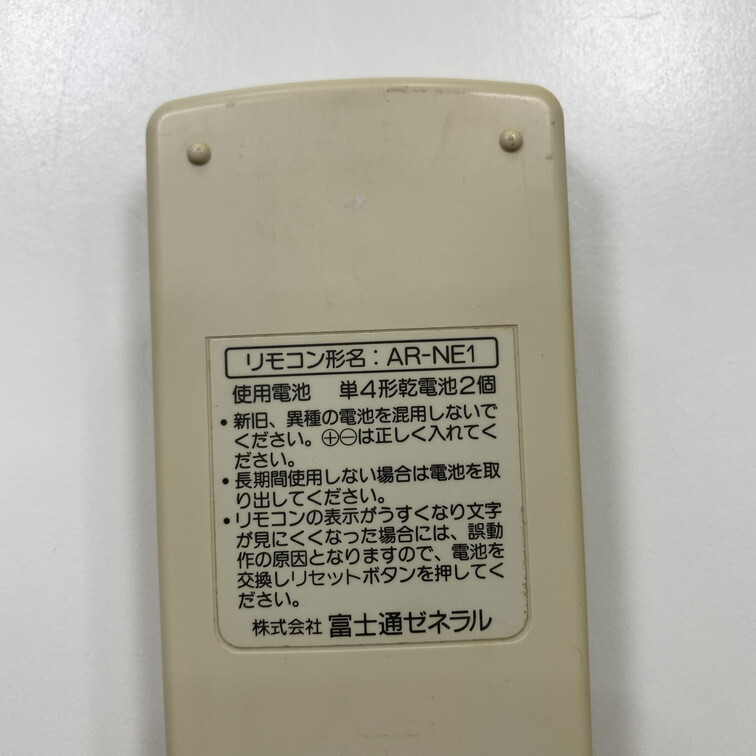 リモコン形名：AR-NE1
使用電池　単4形乾電池2個
• 新旧、異種の電池を混用しないで
ください。⊕⊖は正しく入れてく
ださい。
• 長期間使用しない場合は電池を取
り出してください。
• リモコンの表示がうすくなり文字
が見にくくなった場合には、誤動
作の原因となりますので、電池を
交換しリセットボタンを押してく
ださい。
株式会社 富士通ゼネラル